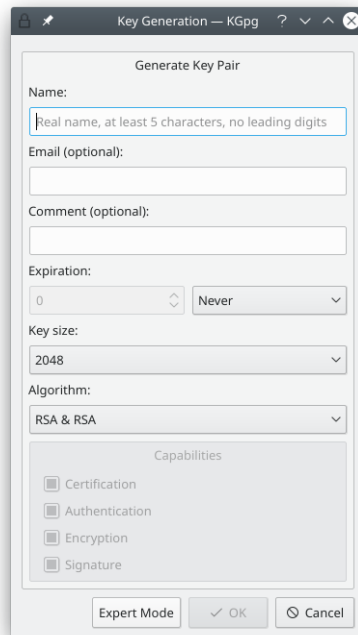 Key Generation — KGpg
Generate Key Pair
Name:
Real name, at least 5 characters, no leading digits
Email (optional):
Comment (optional):
Expiration:
0
Never
Key size:
2048
Algorithm:
RSA & RSA
Capabilities
Certification
Authentication
Encryption
Signature
Expert Mode
OK
Cancel